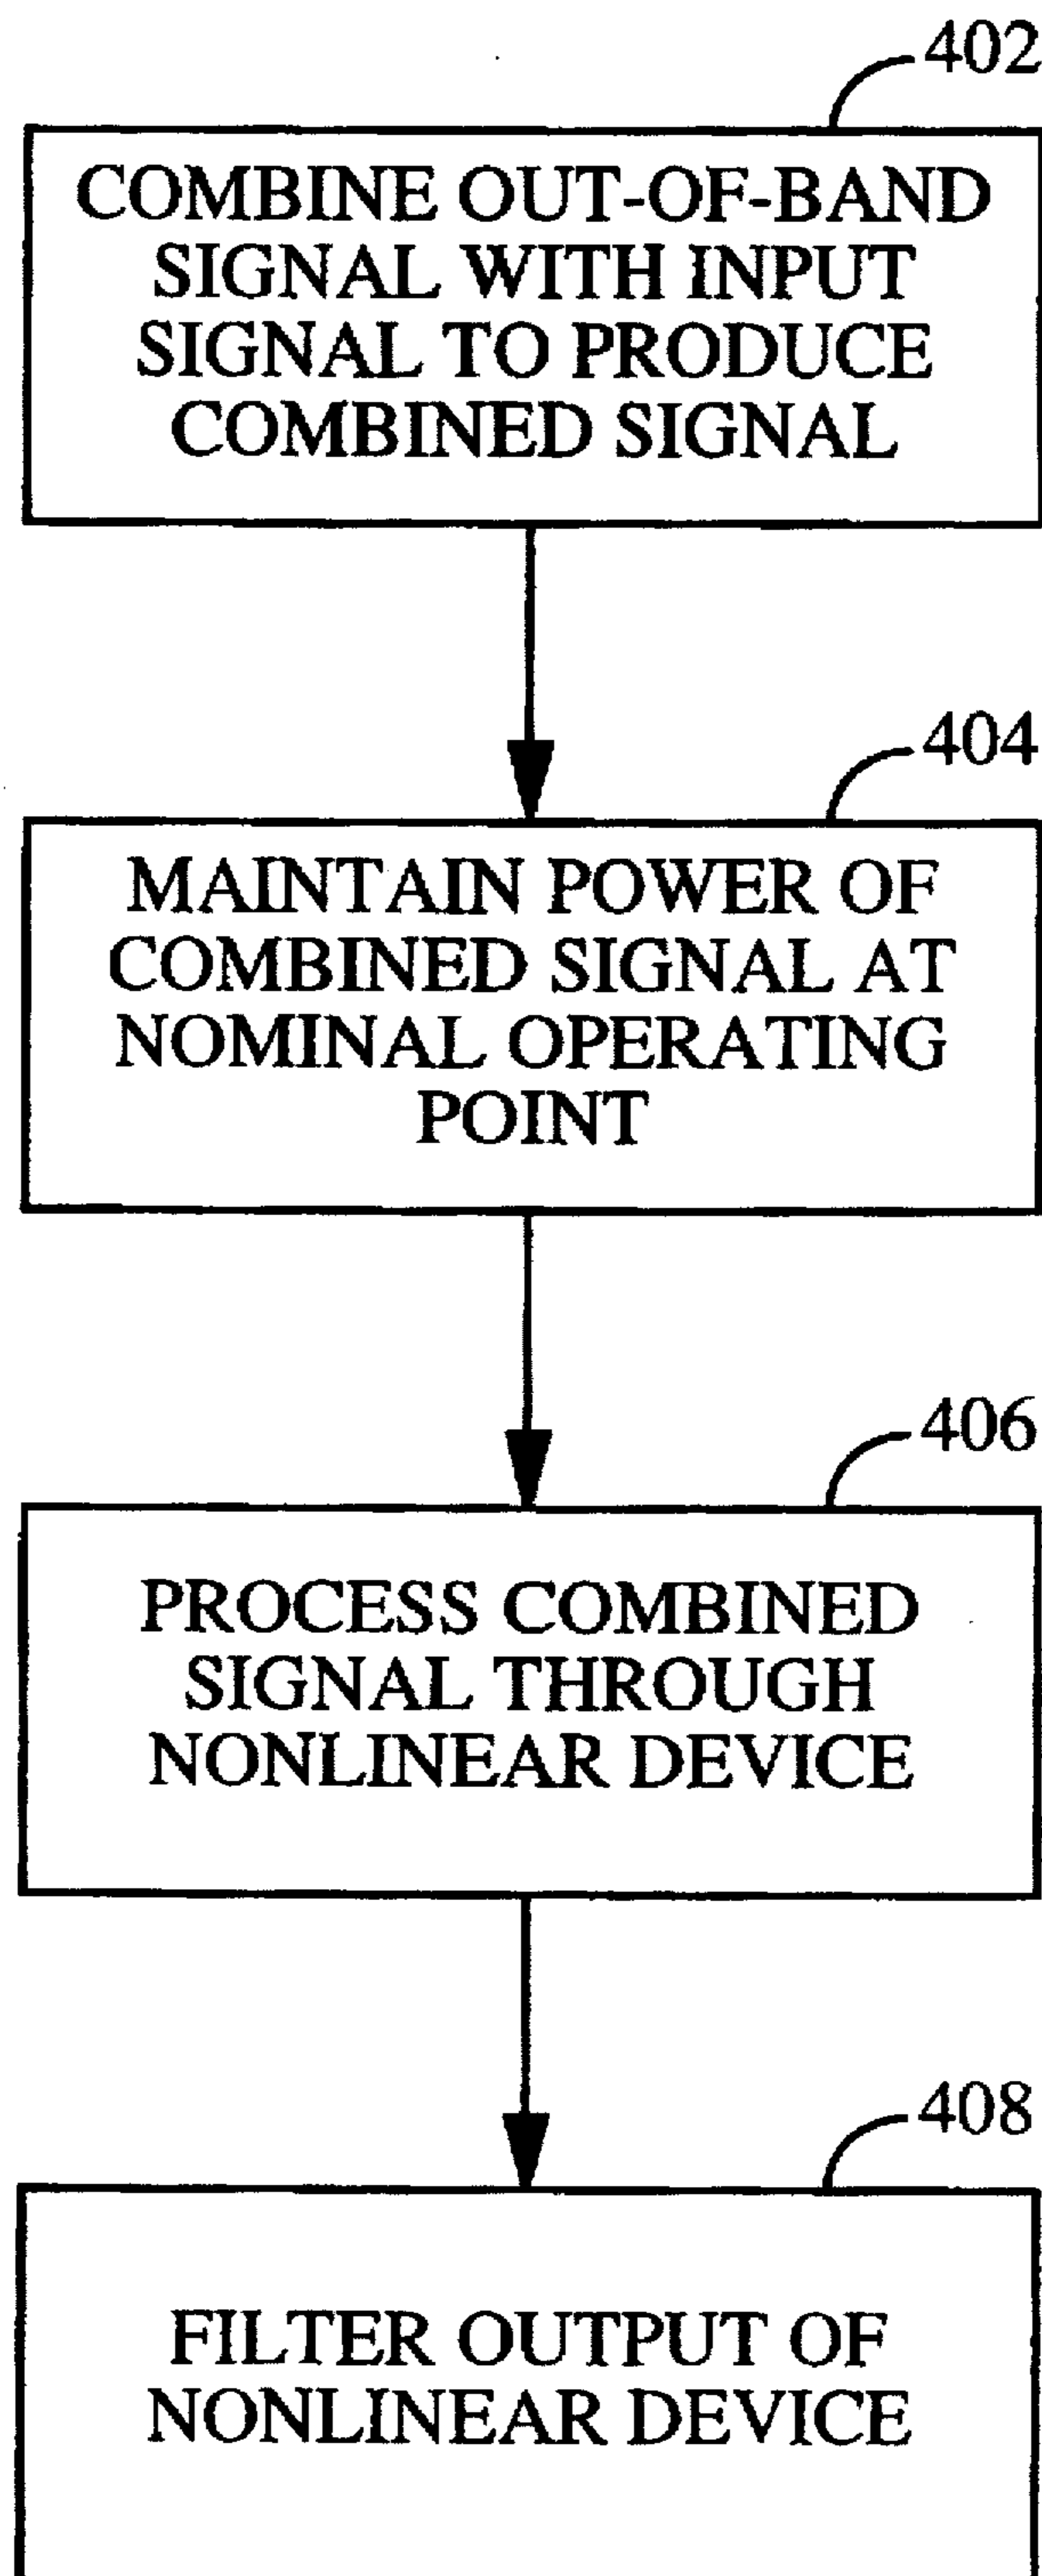 402
COMBINE OUT-OF-BAND
SIGNAL WITH INPUT
SIGNAL TO PRODUCE
COMBINED SIGNAL
404
MAINTAIN POWER OF
COMBINED SIGNAL AT
NOMINAL OPERATING
POINT
406
PROCESS COMBINED
SIGNAL THROUGH
NONLINEAR DEVICE
408
FILTER OUTPUT OF
NONLINEAR DEVICE